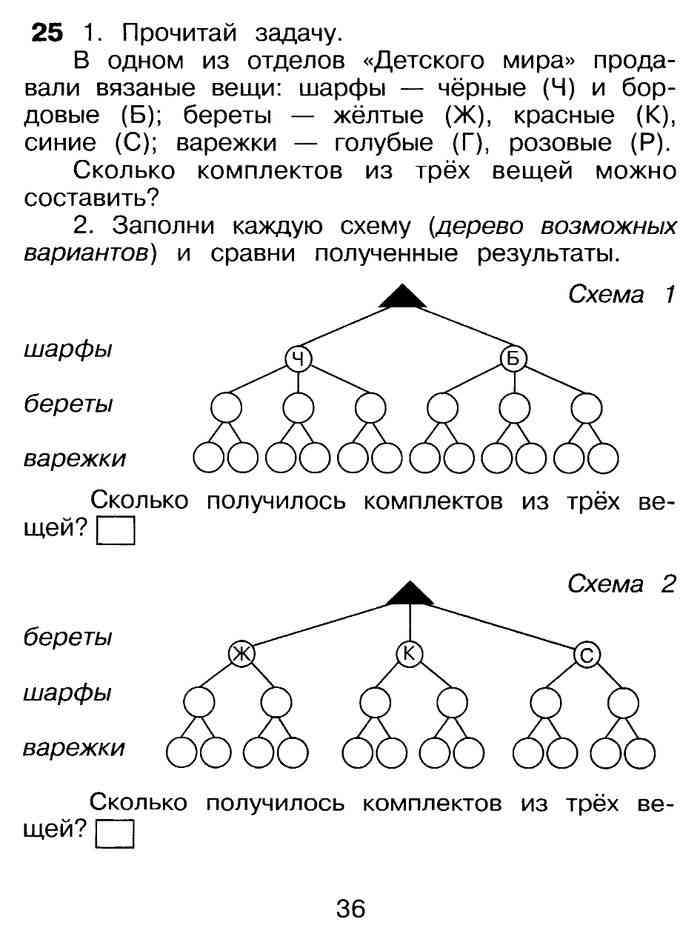 25 1. Прочитай задачу.
В одном из отделов «Детского мира» прода-
вали вязаные вещи: шарфы — чёрные (Ч) и бор-
довые (Б); береты — жёлтые (Ж), красные (К),
синие (С); варежки — голубые (Г), розовые (Р).
Сколько комплектов из трёх вещей можно
составить?
2. Заполни каждую схему (дерево возможных
вариантов) и сравни полученные результаты.
Схема 1
шарфы
Ч Б
береты
варежки
Сколько получилось комплектов из трёх ве-
щей?
Схема 2
береты
Ж К С
шарфы
варежки
Сколько получилось комплектов из трёх ве-
щей?
36